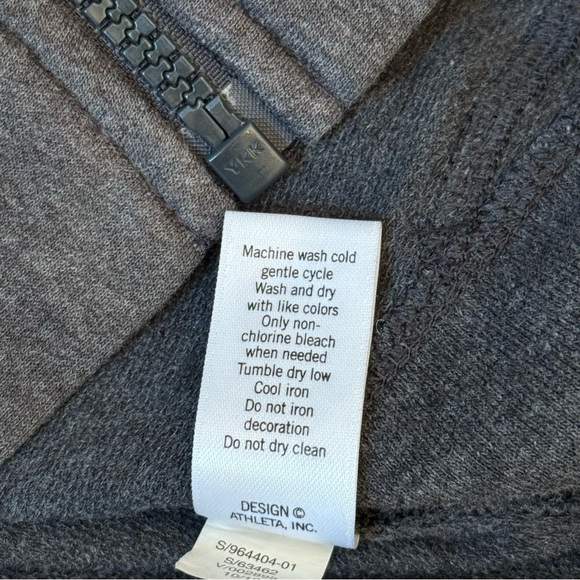 YKK
Machine wash cold
gentle cycle
Wash and dry
with like colors
Only non-
chlorine bleach
when needed
Tumble dry low
Cool iron
Do not iron
decoration
Do not dry clean
DESIGN ©
ATHLETA, INC.
S/964404-01
S/63462